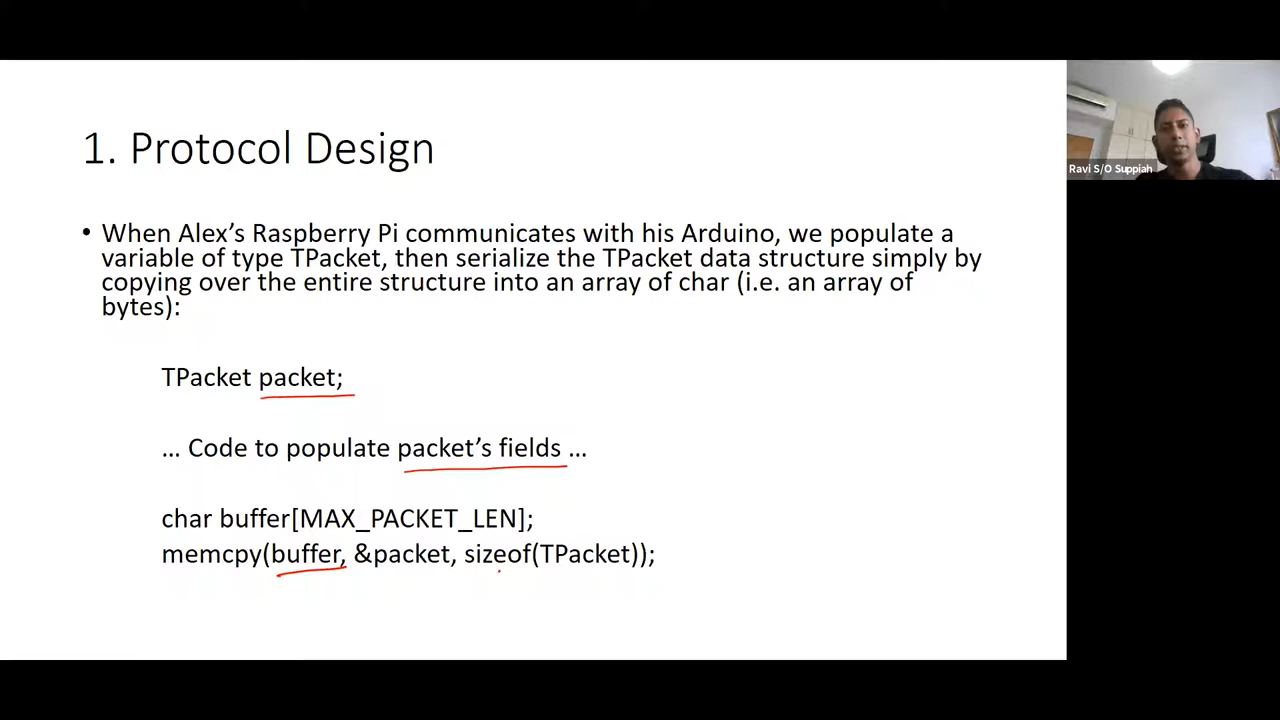 1. Protocol Design
• When Alex's Raspberry Pi communicates with his Arduino, we populate a
variable of type TPacket, then serialize the TPacket data structure simply by
copying over the entire structure into an array of char (i.e. an array of
bytes):
TPacket packet;
... Code to populate packet's fields ...
char buffer[MAX_PACKET_LEN];
memcpy(buffer, &packet, sizeof(TPacket));
Ravi S/O Suppiah